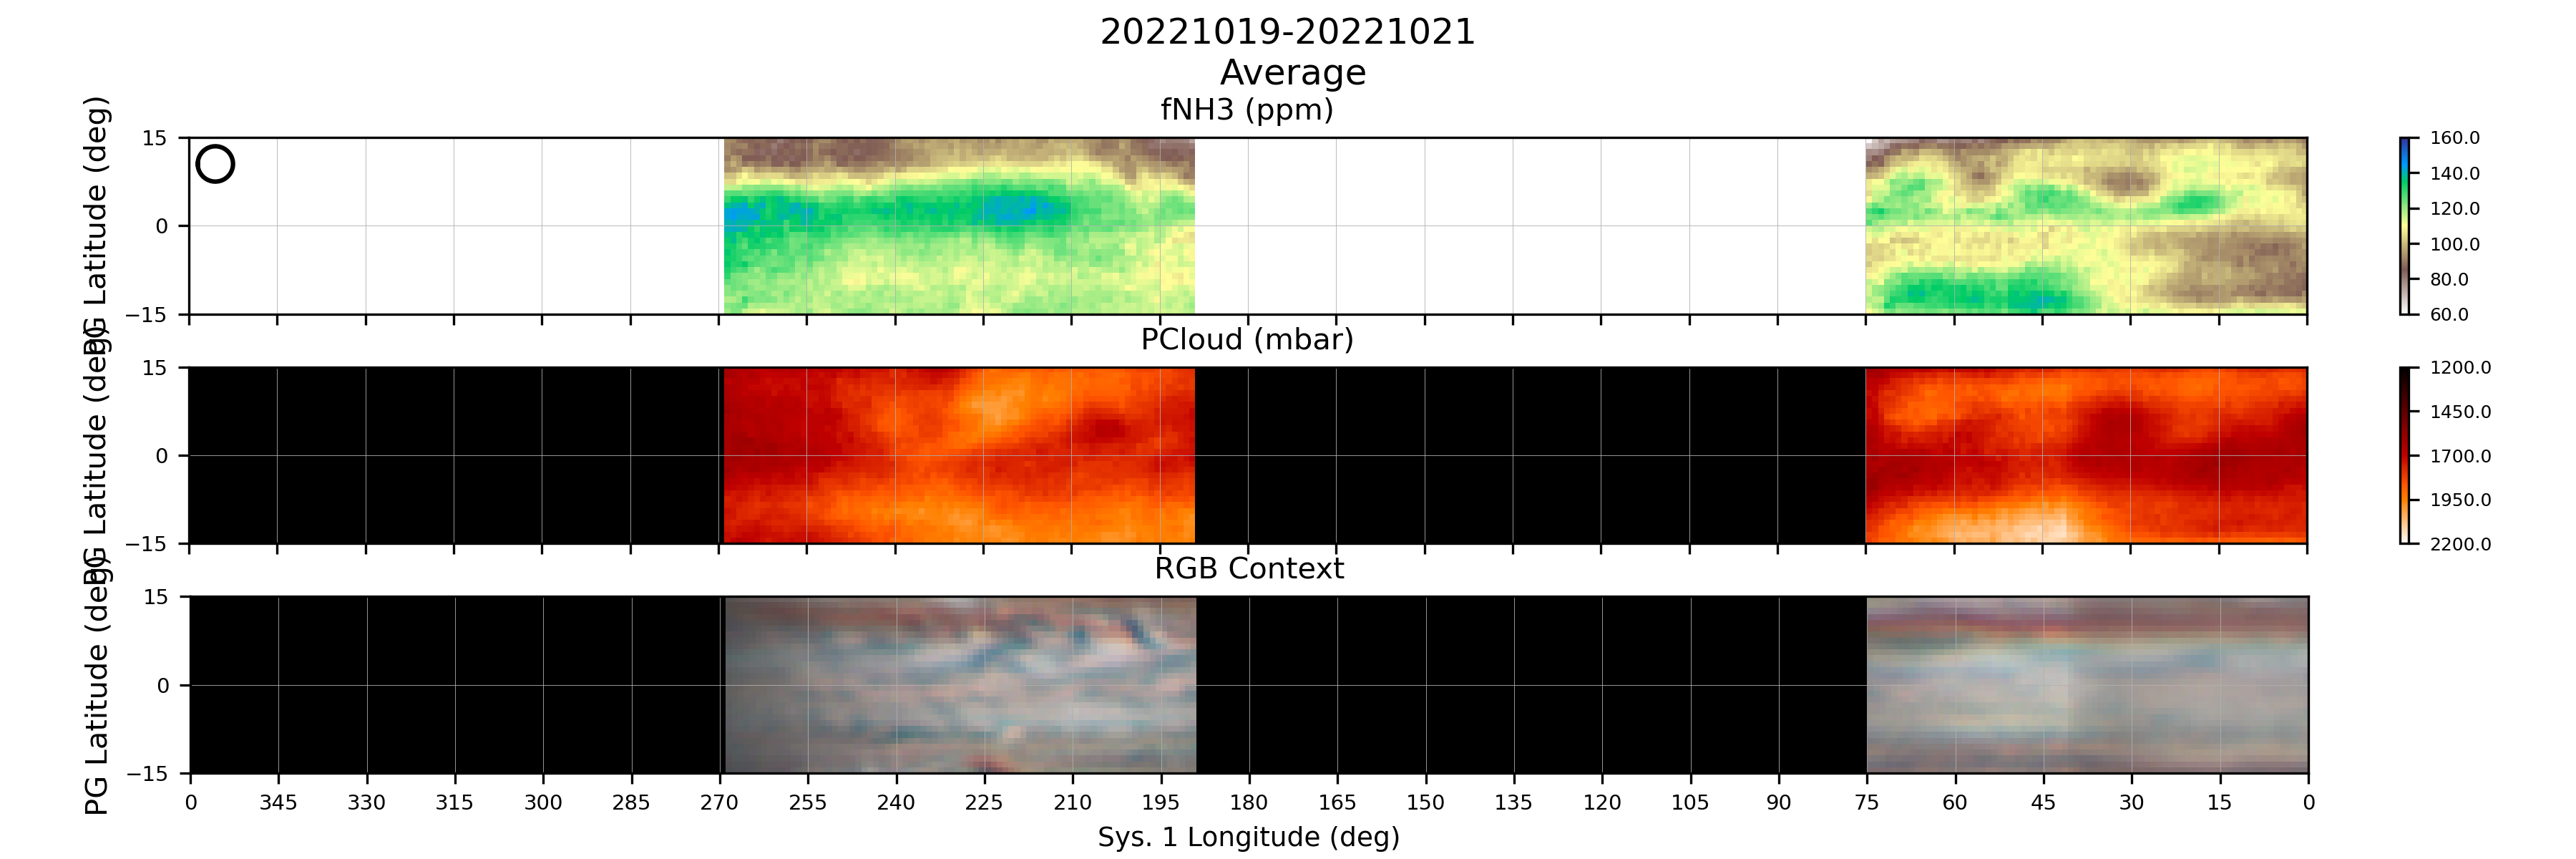 20221019-20221021
Average
fNH3 (ppm)
PG Latitude (deg)
15
0
−15
160.0
140.0
120.0
100.0
80.0
60.0
PCloud (mbar)
PG Latitude (deg)
15
0
−15
1200.0
1450.0
1700.0
1950.0
2200.0
RGB Context
PG Latitude (deg)
15
0
−15
0 345 330 315 300 285 270 255 240 225 210 195 180 165 150 135 120 105 90 75 60 45 30 15 0
Sys. 1 Longitude (deg)